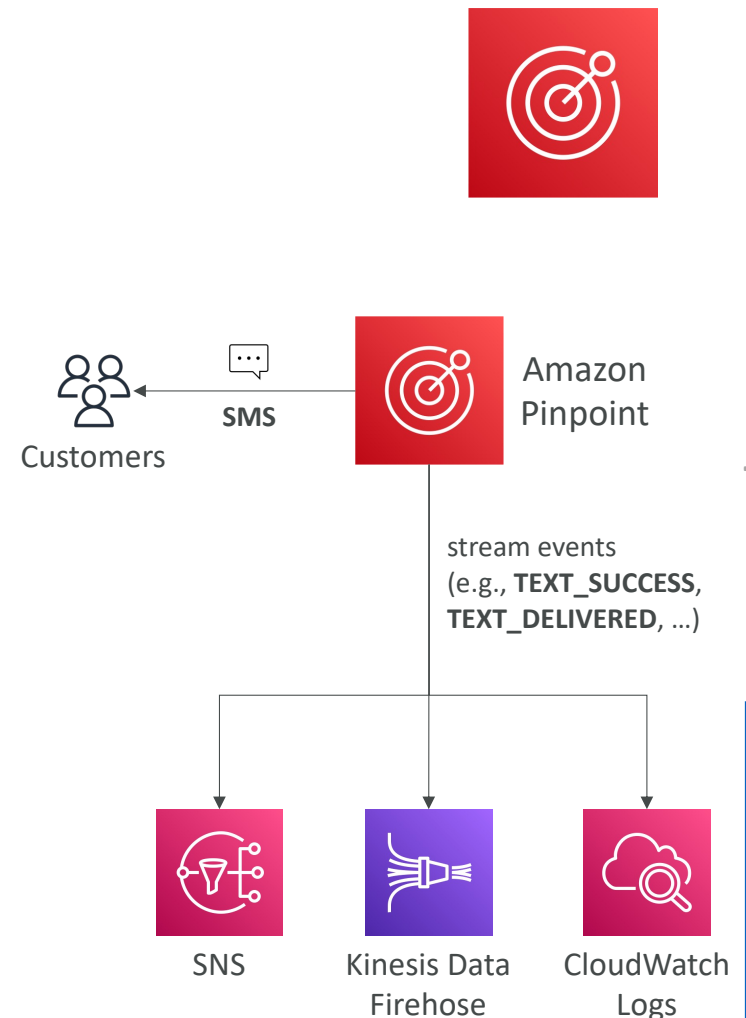 Amazon
Pinpoint
SMS
Customers
stream events
(e.g., TEXT_SUCCESS,
TEXT_DELIVERED, …)
SNS
Kinesis Data
Firehose
CloudWatch
Logs